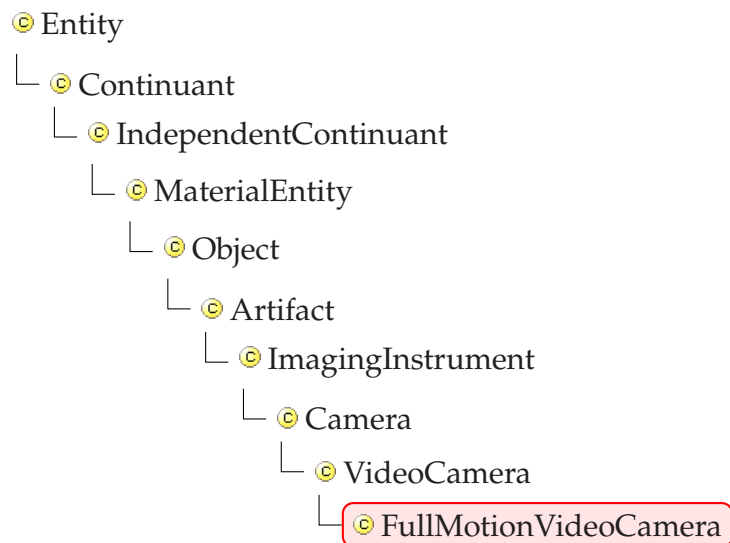 C Entity
C Continuant
C IndependentContinuant
C MaterialEntity
C Object
C Artifact
C ImagingInstrument
C Camera
C VideoCamera
C FullMotionVideoCamera